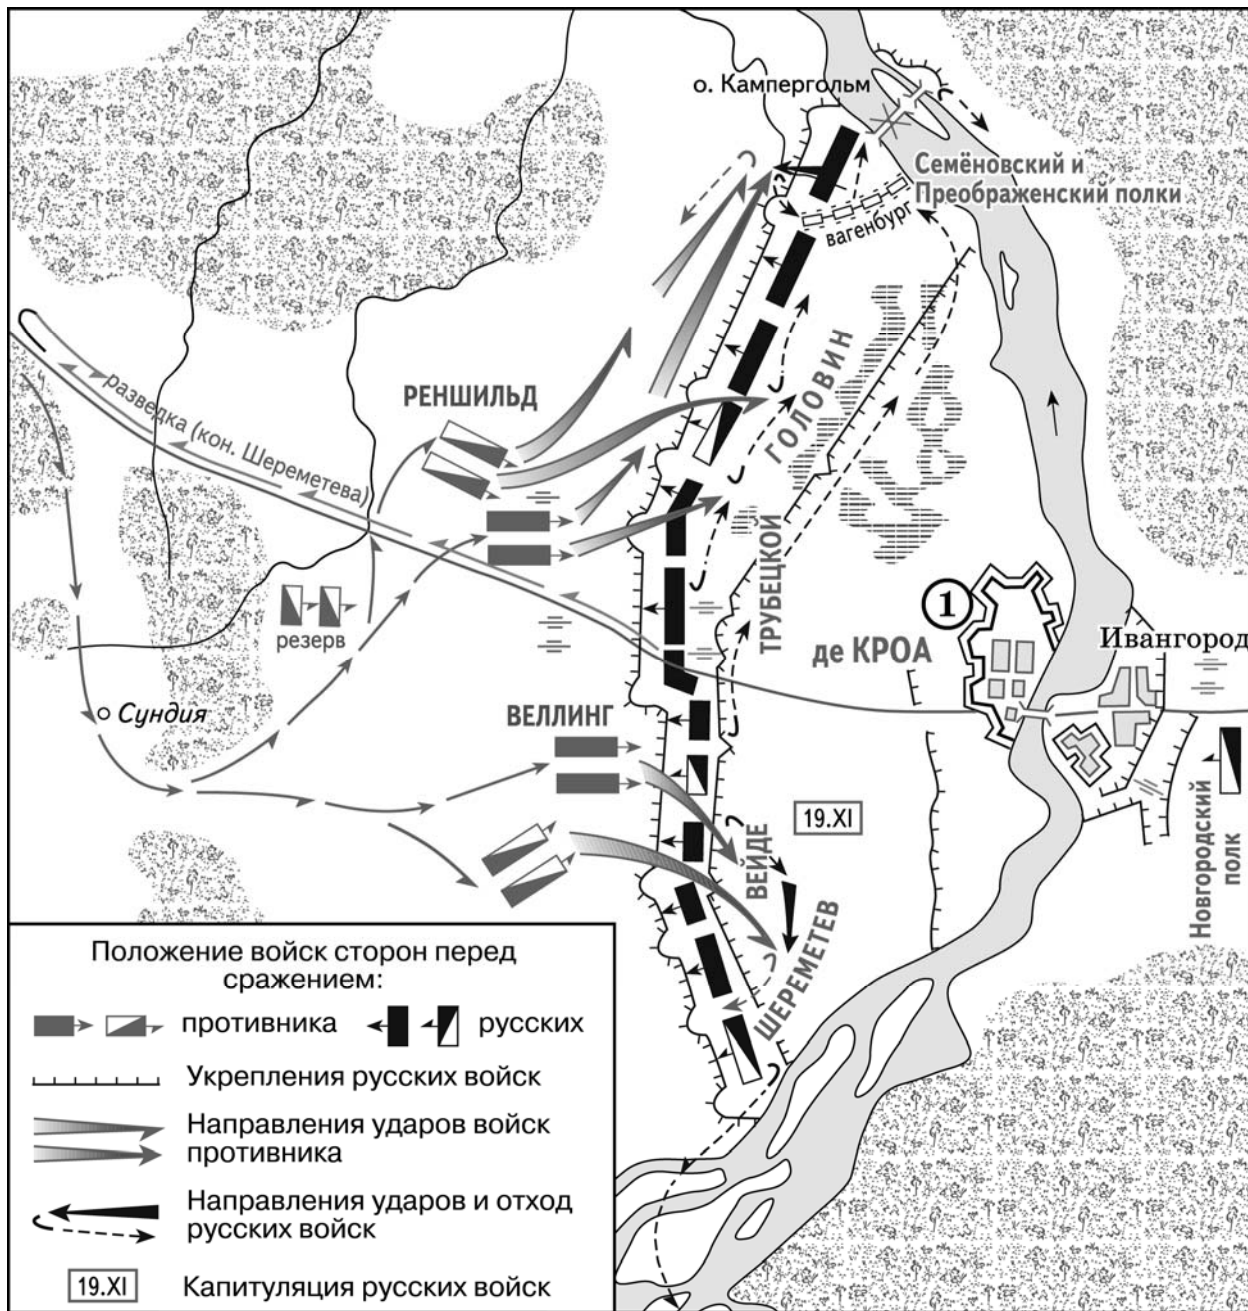 о. Кампергольм
Семёновский и
Преображенский полки
вагенбург
разведка (кон. Шереметева)
РЕНШИЛЬД
ГОЛОВИН
резерв
ТРУБЕЦКОЙ
1
Ивангород
де КРОА
Сундия
ВЕЛЛИНГ
19.XI
ВЕЙДЕ
ШЕРЕМЕТЕВ
Новгородский
полк
Положение войск сторон перед
сражением:
противника
русских
Укрепления русских войск
Направления ударов войск
противника
Направления ударов и отход
русских войск
19.XI
Капитуляция русских войск